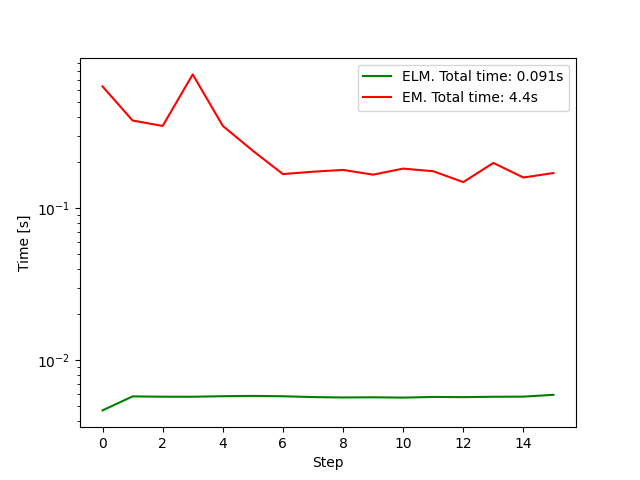 ELM. Total time: 0.091s
EM. Total time: 4.4s
Time [s]
10⁻¹
10⁻²
0 2 4 6 8 10 12 14
Step